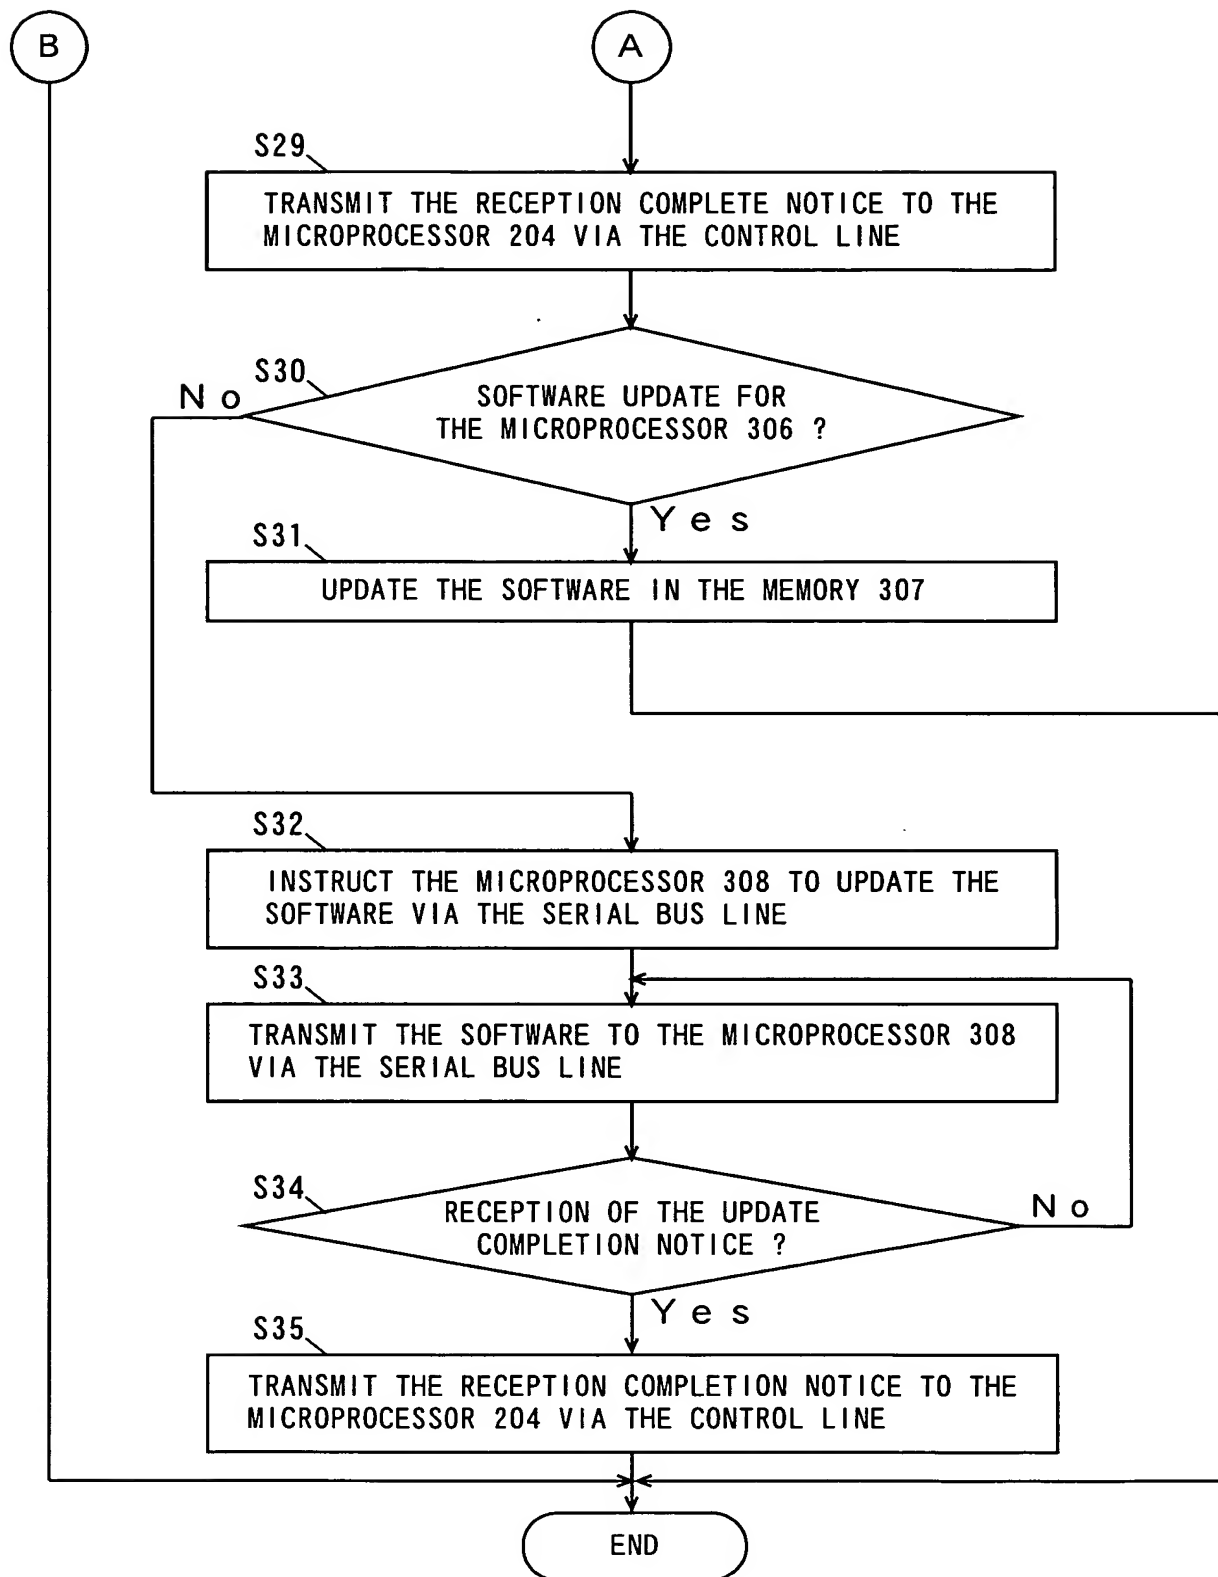 B
A
S29
TRANSMIT THE RECEPTION COMPLETE NOTICE TO THE
MICROPROCESSOR 204 VIA THE CONTROL LINE
S30
No
SOFTWARE UPDATE FOR
THE MICROPROCESSOR 306 ?
Yes
S31
UPDATE THE SOFTWARE IN THE MEMORY 307
S32
INSTRUCT THE MICROPROCESSOR 308 TO UPDATE THE
SOFTWARE VIA THE SERIAL BUS LINE
S33
TRANSMIT THE SOFTWARE TO THE MICROPROCESSOR 308
VIA THE SERIAL BUS LINE
S34
RECEPTION OF THE UPDATE
COMPLETION NOTICE ?
No
Yes
S35
TRANSMIT THE RECEPTION COMPLETION NOTICE TO THE
MICROPROCESSOR 204 VIA THE CONTROL LINE
END